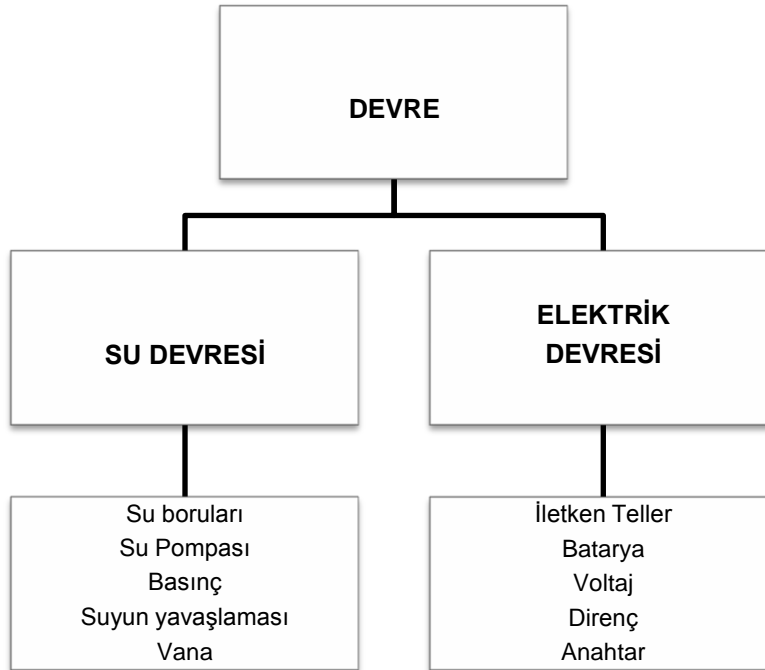 DEVRE
SU DEVRESİ
ELEKTRİK
DEVRESİ
Su boruları
Su Pompası
Basınç
Suyun yavaşlaması
Vana
İletken Teller
Batarya
Voltaj
Direnç
Anahtar